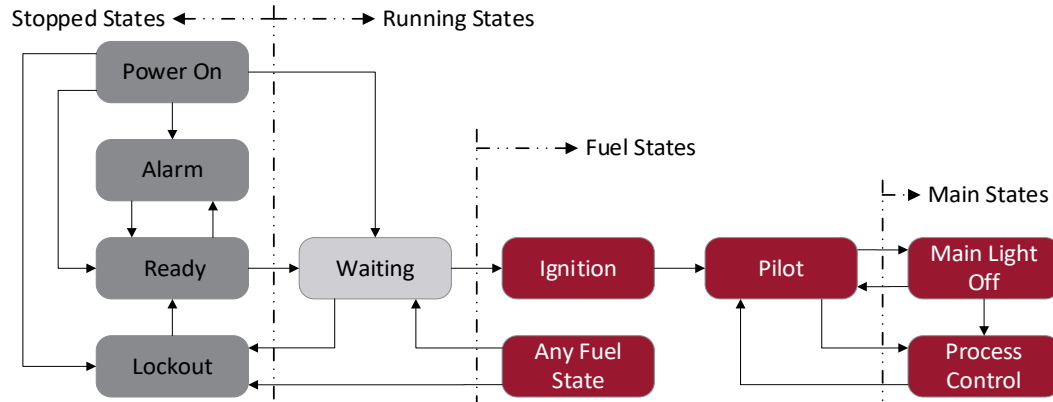 Stopped States
Running States
Power On
Alarm
Fuel States
Main States
Ready
Waiting
Ignition
Pilot
Main Light
Off
Lockout
Any Fuel
State
Process
Control